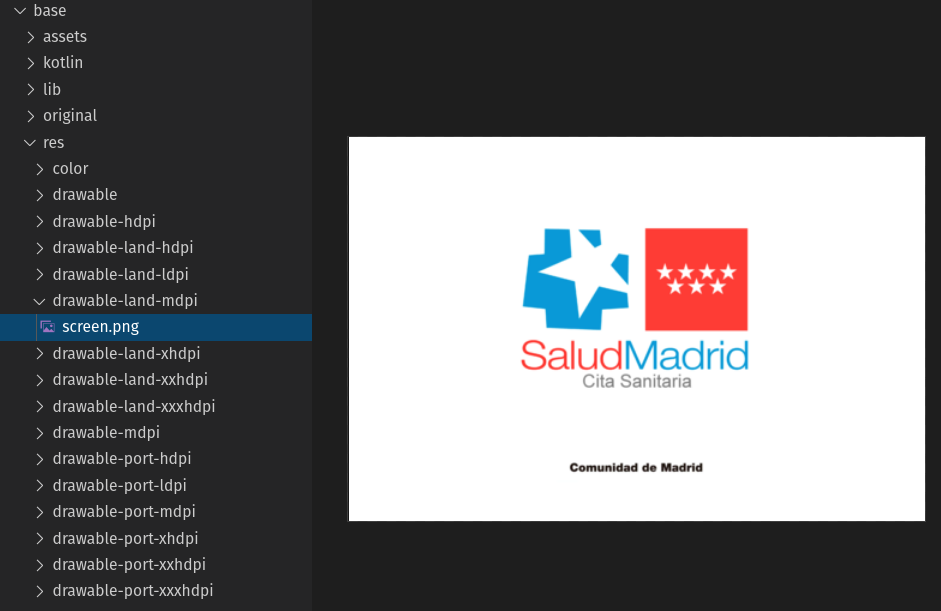 base
assets
kotlin
lib
original
res
color
drawable
drawable-hdpi
drawable-land-hdpi
drawable-land-ldpi
drawable-land-mdpi
screen.png
drawable-land-xhdpi
drawable-land-xxhdpi
drawable-land-xxxhdpi
drawable-mdpi
drawable-port-hdpi
drawable-port-ldpi
drawable-port-mdpi
drawable-port-xhdpi
drawable-port-xxhdpi
drawable-port-xxxhdpi
SaludMadrid
Cita Sanitaria
Comunidad de Madrid